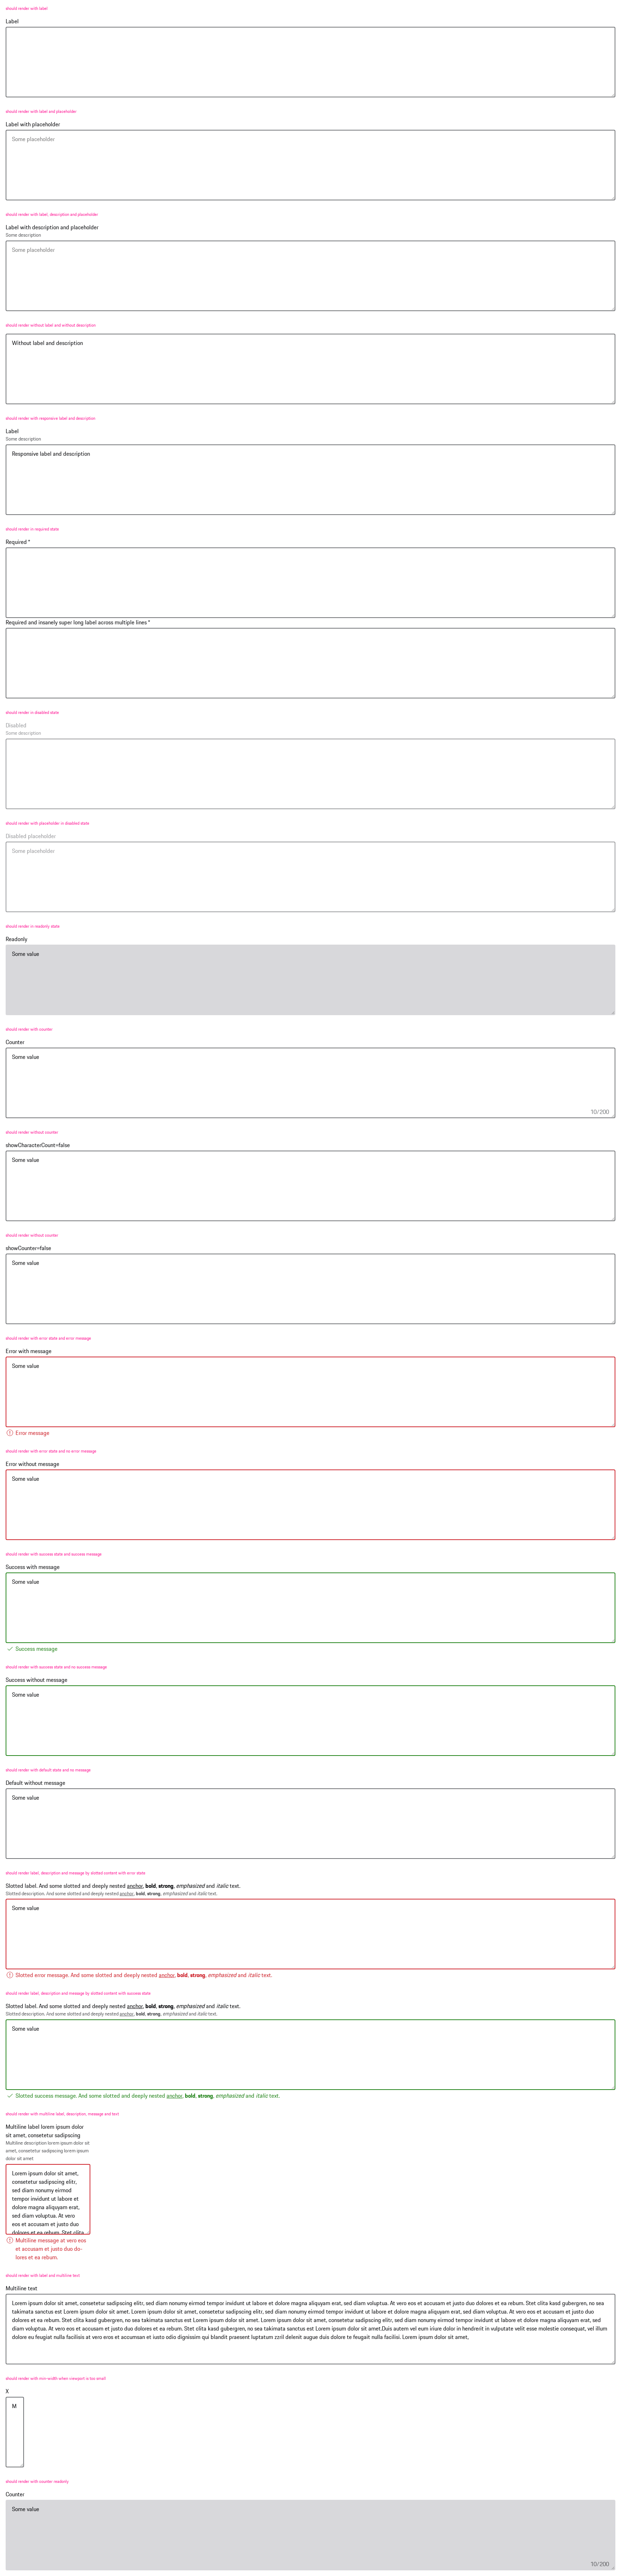 should render with label
Label
should render with label and placeholder
Label with placeholder
Some placeholder
should render with label, description and placeholder
Label with description and placeholder
Some description
Some placeholder
should render without label and without description
Without label and description
should render with responsive label and description
Label
Some description
Responsive label and description
should render in required state
Required *
Required and insanely super long label across multiple lines *
should render in disabled state
Disabled
Some description
should render with placeholder in disabled state
Disabled placeholder
Some placeholder
should render in readonly state
Readonly
Some value
should render with counter
Counter
Some value
10/200
should render without counter
showCharacterCount=false
Some value
should render without counter
showCounter=false
Some value
should render with error state and error message
Error with message
Some value
Error message
should render with error state and no error message
Error without message
Some value
should render with success state and success message
Success with message
Some value
Success message
should render with success state and no success message
Success without message
Some value
should render with default state and no message
Default without message
Some value
should render label, description and message by slotted content with error state
Slotted label. And some slotted and deeply nested anchor, bold, strong, emphasized and italic text.
Slotted description. And some slotted and deeply nested anchor, bold, strong, emphasized and italic text.
Some value
Slotted error message. And some slotted and deeply nested anchor, bold, strong, emphasized and italic text.
should render label, description and message by slotted content with success state
Slotted label. And some slotted and deeply nested anchor, bold, strong, emphasized and italic text.
Slotted description. And some slotted and deeply nested anchor, bold, strong, emphasized and italic text.
Some value
Slotted success message. And some slotted and deeply nested anchor, bold, strong, emphasized and italic text.
should render with multiline label, description, message and text
Multiline label lorem ipsum dolor
sit amet, consetetur sadipscing
Multiline description lorem ipsum dolor sit
amet, consetetur sadipscing lorem ipsum
dolor sit amet
Lorem ipsum dolor sit amet,
consetetur sadipscing elitr,
sed diam nonumy eirmod
tempor invidunt ut labore et
dolore magna aliquyam erat,
sed diam voluptua. At vero
eos et accusam et justo duo
dolores et ea rebum. Stet clita
Multiline message at vero eos
et accusam et justo duo do-
lores et ea rebum.
should render with label and multiline text
Multiline text
Lorem ipsum dolor sit amet, consetetur sadipscing elitr, sed diam nonumy eirmod tempor invidunt ut labore et dolore magna aliquyam erat, sed diam voluptua. At vero eos et accusam et justo duo dolores et ea rebum. Stet clita kasd gubergren, no sea
takimata sanctus est Lorem ipsum dolor sit amet. Lorem ipsum dolor sit amet, consetetur sadipscing elitr, sed diam nonumy eirmod tempor invidunt ut labore et dolore magna aliquyam erat, sed diam voluptua. At vero eos et accusam et justo duo
dolores et ea rebum. Stet clita kasd gubergren, no sea takimata sanctus est Lorem ipsum dolor sit amet. Lorem ipsum dolor sit amet, consetetur sadipscing elitr, sed diam nonumy eirmod tempor invidunt ut labore et dolore magna aliquyam erat, sed
diam voluptua. At vero eos et accusam et justo duo dolores et ea rebum. Stet clita kasd gubergren, no sea takimata sanctus est Lorem ipsum dolor sit amet.Duis autem vel eum iriure dolor in hendrerit in vulputate velit esse molestie consequat, vel illum
dolore eu feugiat nulla facilisis at vero eros et accumsan et iusto odio dignissim qui blandit praesent luptatum zzril delenit augue duis dolore te feugait nulla facilisi. Lorem ipsum dolor sit amet,
should render with min-width when viewport is too small
X
M
should render with counter readonly
Counter
Some value
10/200